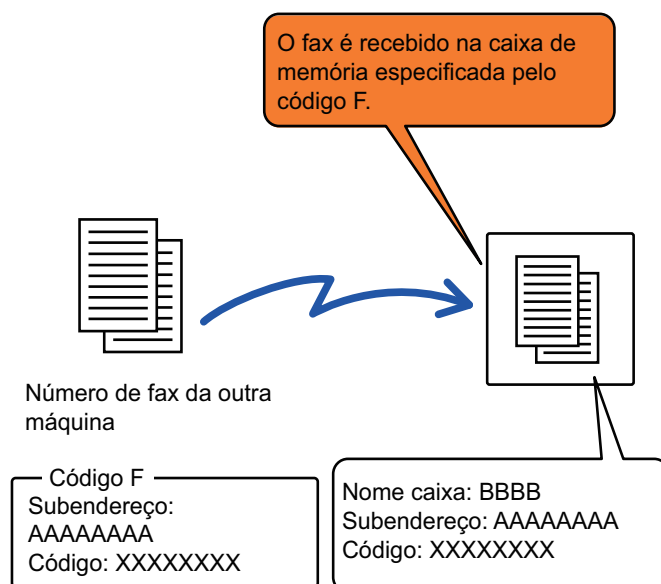 O fax é recebido na caixa de
memória especificada pelo
código F.
Número de fax da outra
máquina
Código F
Subendereço:
AAAAAAAA
Código: XXXXXXXX
Nome caixa: BBBB
Subendereço: AAAAAAAA
Código: XXXXXXXX